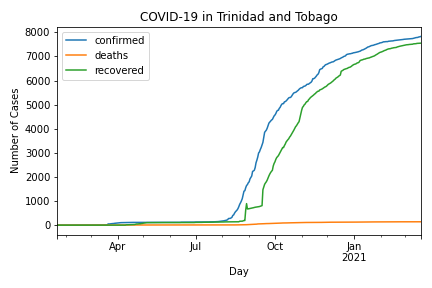 COVID-19 in Trinidad and Tobago
8000
7000
6000
5000
4000
3000
2000
1000
0
Number of Cases
confirmed
deaths
recovered
Apr
Jul
Oct
Jan
2021
Day